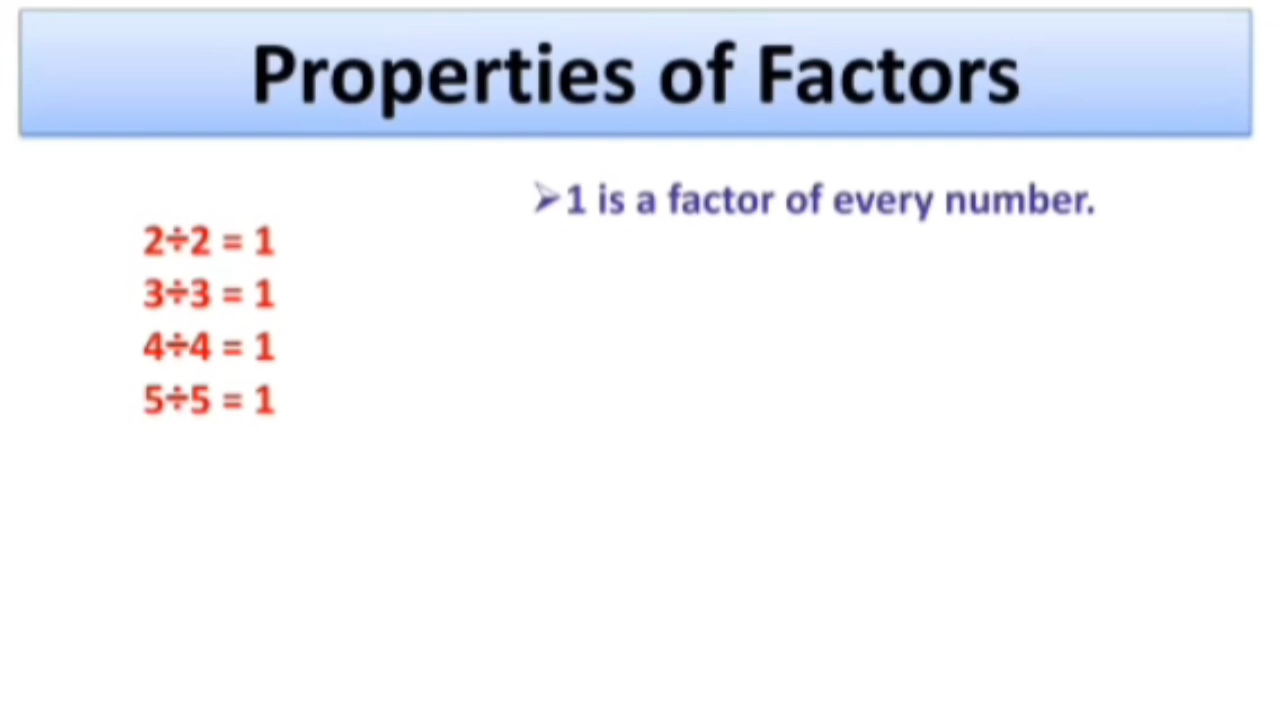 Properties of Factors
➢1 is a factor of every number.
2÷2 = 1
3÷3 = 1
4÷4 = 1
5÷5 = 1